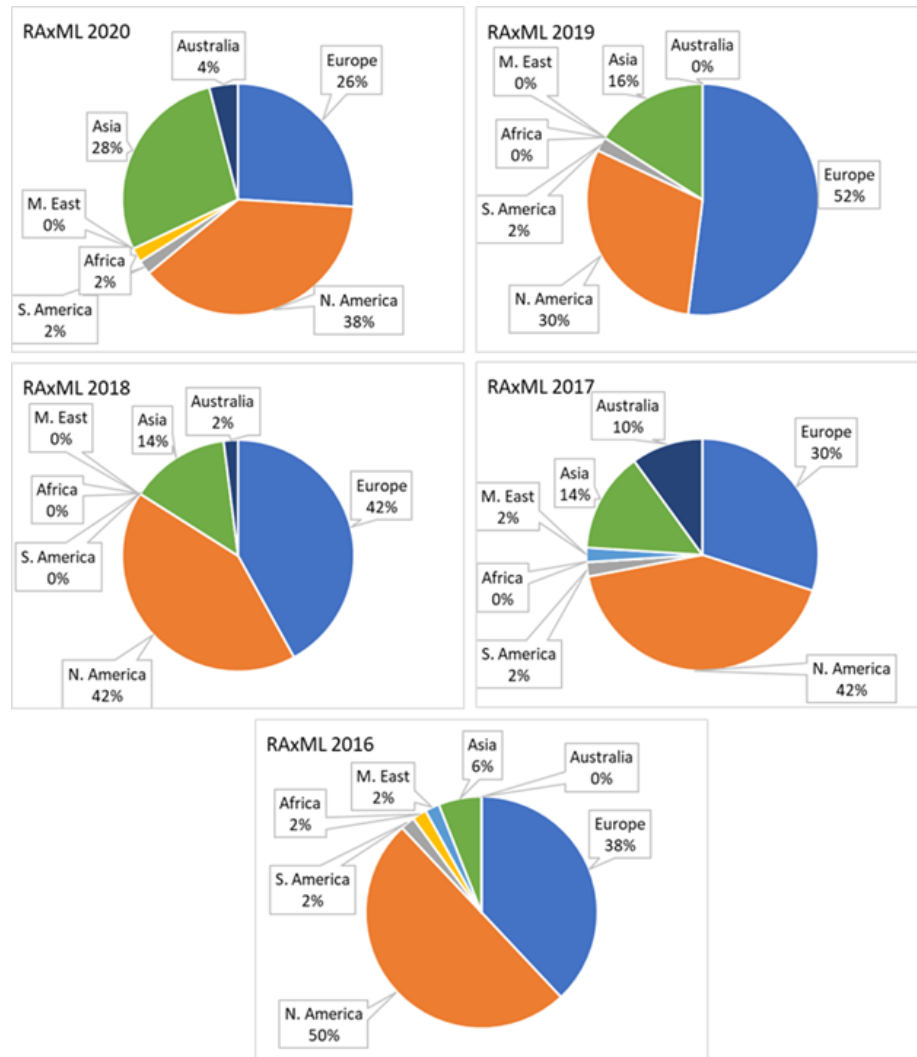 RAxML 2020
Australia
4%
Europe
26%
Asia
28%
M. East
0%
Africa
2%
S. America
2%
N. America
38%
RAxML 2019
Australia
0%
M. East
0%
Asia
16%
Africa
0%
Europe
52%
S. America
2%
N. America
30%
RAxML 2018
Australia
2%
M. East
0%
Asia
14%
Europe
42%
Africa
0%
S. America
0%
N. America
42%
RAxML 2017
Australia
10%
Europe
30%
Asia
14%
M. East
2%
Africa
0%
S. America
2%
N. America
42%
RAxML 2016
Asia
6%
Australia
0%
M. East
2%
Africa
2%
Europe
38%
S. America
2%
N. America
50%